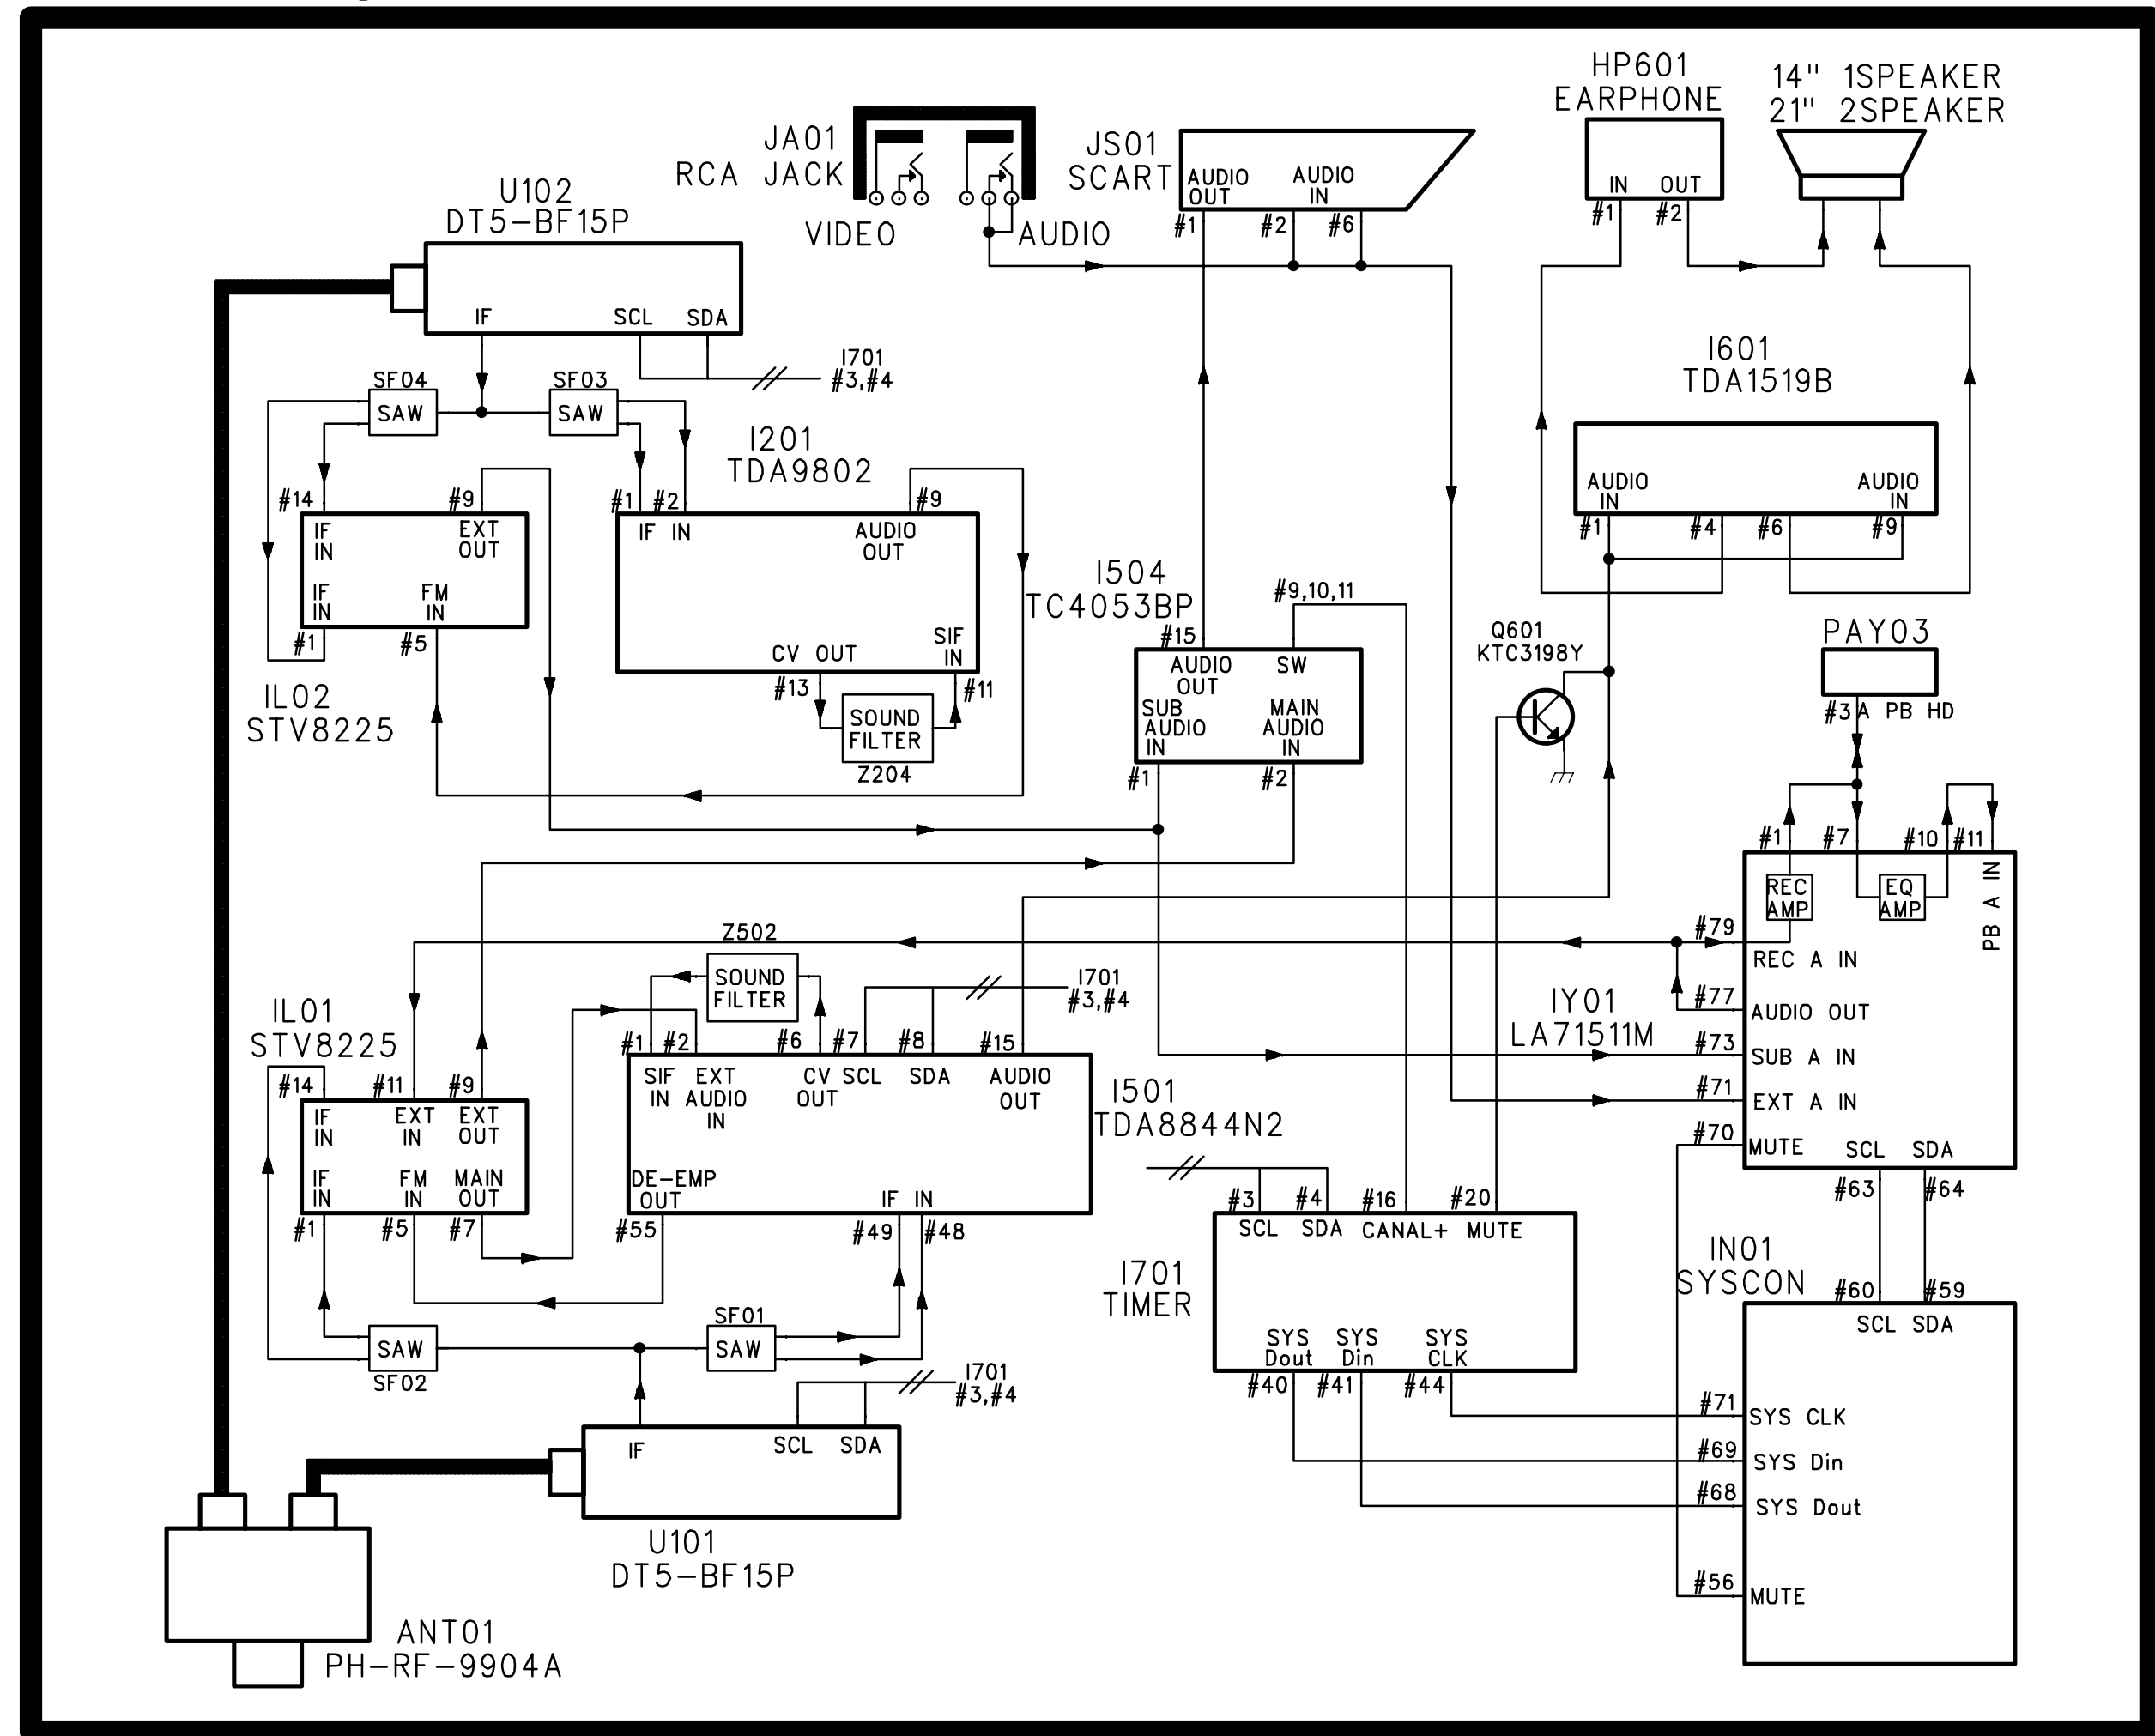 HP601
EARPHONE
IN OUT
#1 #2
14" 1SPEAKER
21" 2SPEAKER
JA01
RCA JACK
VIDEO
AUDIO
JS01
SCART
AUDIO
OUT
AUDIO
IN
#1
#2
#6
U102
DT5-BF15P
IF
SCL
SDA
I701
#3,#4
SF04
SAW
SF03
SAW
I201
TDA9802
#1 #2
#9
IF IN
AUDIO
OUT
CV OUT
SIF
IN
#13
#11
SOUND
FILTER
Z204
#14
#9
IF
IN
EXT
OUT
IF
IN
FM
IN
#1
#5
IL02
STV8225
I601
TDA1519B
AUDIO
IN
AUDIO
IN
#1
#4
#6
#9
I504
TC4053BP
#9,10,11
#15
AUDIO
OUT
SW
SUB
AUDIO
IN
MAIN
AUDIO
IN
#1
#2
Q601
KTC3198Y
PAY03
#3 A PB HD
#1
#7
#10
#11
REC
AMP
EQ
AMP
PB A IN
#79
REC A IN
#77
AUDIO OUT
IY01
LA71511M
#73
SUB A IN
#71
EXT A IN
#70
MUTE
SCL
SDA
#63
#64
Z502
SOUND
FILTER
I701
#3,#4
#1 #2
#6
#7
#8
#15
SIF
IN
EXT
AUDIO
IN
CV
OUT
SCL
SDA
AUDIO
OUT
I501
TDA8844N2
DE-EMP
OUT
IF IN
#55
#49
#48
IL01
STV8225
#14
#11
#9
IF
IN
EXT
IN
EXT
OUT
IF
IN
FM
IN
MAIN
OUT
#1
#5
#7
SAW
SF02
SF01
SAW
I701
#3,#4
IF
SCL
SDA
U101
DT5-BF15P
ANT01
PH-RF-9904A
#3
#4
#16
#20
SCL
SDA
CANAL+
MUTE
I701
TIMER
SYS
Dout
SYS
Din
SYS
CLK
#40
#41
#44
IN01
SYSCON
#60
#59
SCL
SDA
#71
SYS CLK
#69
SYS Din
#68
SYS Dout
#56
MUTE